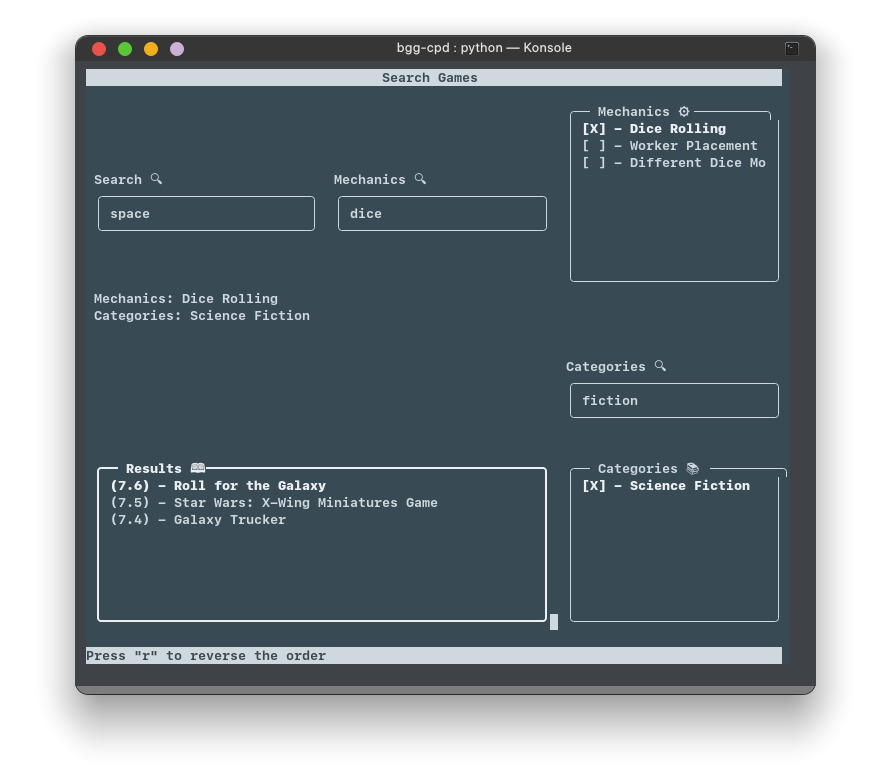 bgg-cpd : python — Konsole
Search Games
Mechanics ⚙
[X] - Dice Rolling
[ ] - Worker Placement
[ ] - Different Dice Mo
Search 🔍
Mechanics 🔍
space
dice
Mechanics: Dice Rolling
Categories: Science Fiction
Categories 🔍
fiction
Results 📖
(7.6) - Roll for the Galaxy
(7.5) - Star Wars: X-Wing Miniatures Game
(7.4) - Galaxy Trucker
Categories 📚
[X] - Science Fiction
Press "r" to reverse the order